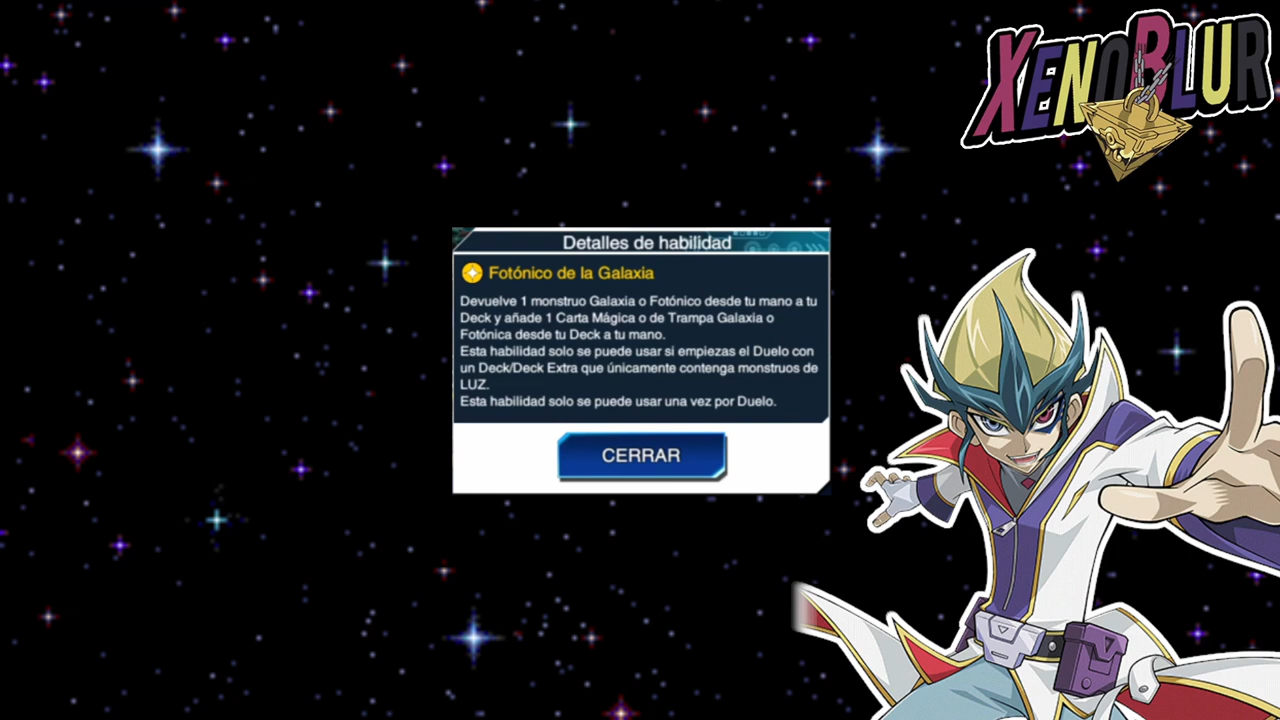 XENOBLUR
Detalles de habilidad
Fotónico de la Galaxia
Devuelve 1 monstruo Galaxia o Fotónico desde tu mano a tu
Deck y añade 1 Carta Mágica o de Trampa Galaxia o
Fotónica desde tu Deck a tu mano.
Esta habilidad solo se puede usar si empiezas el Duelo con
un Deck/Deck Extra que únicamente contenga monstruos de
LUZ.
Esta habilidad solo se puede usar una vez por Duelo.
CERRAR